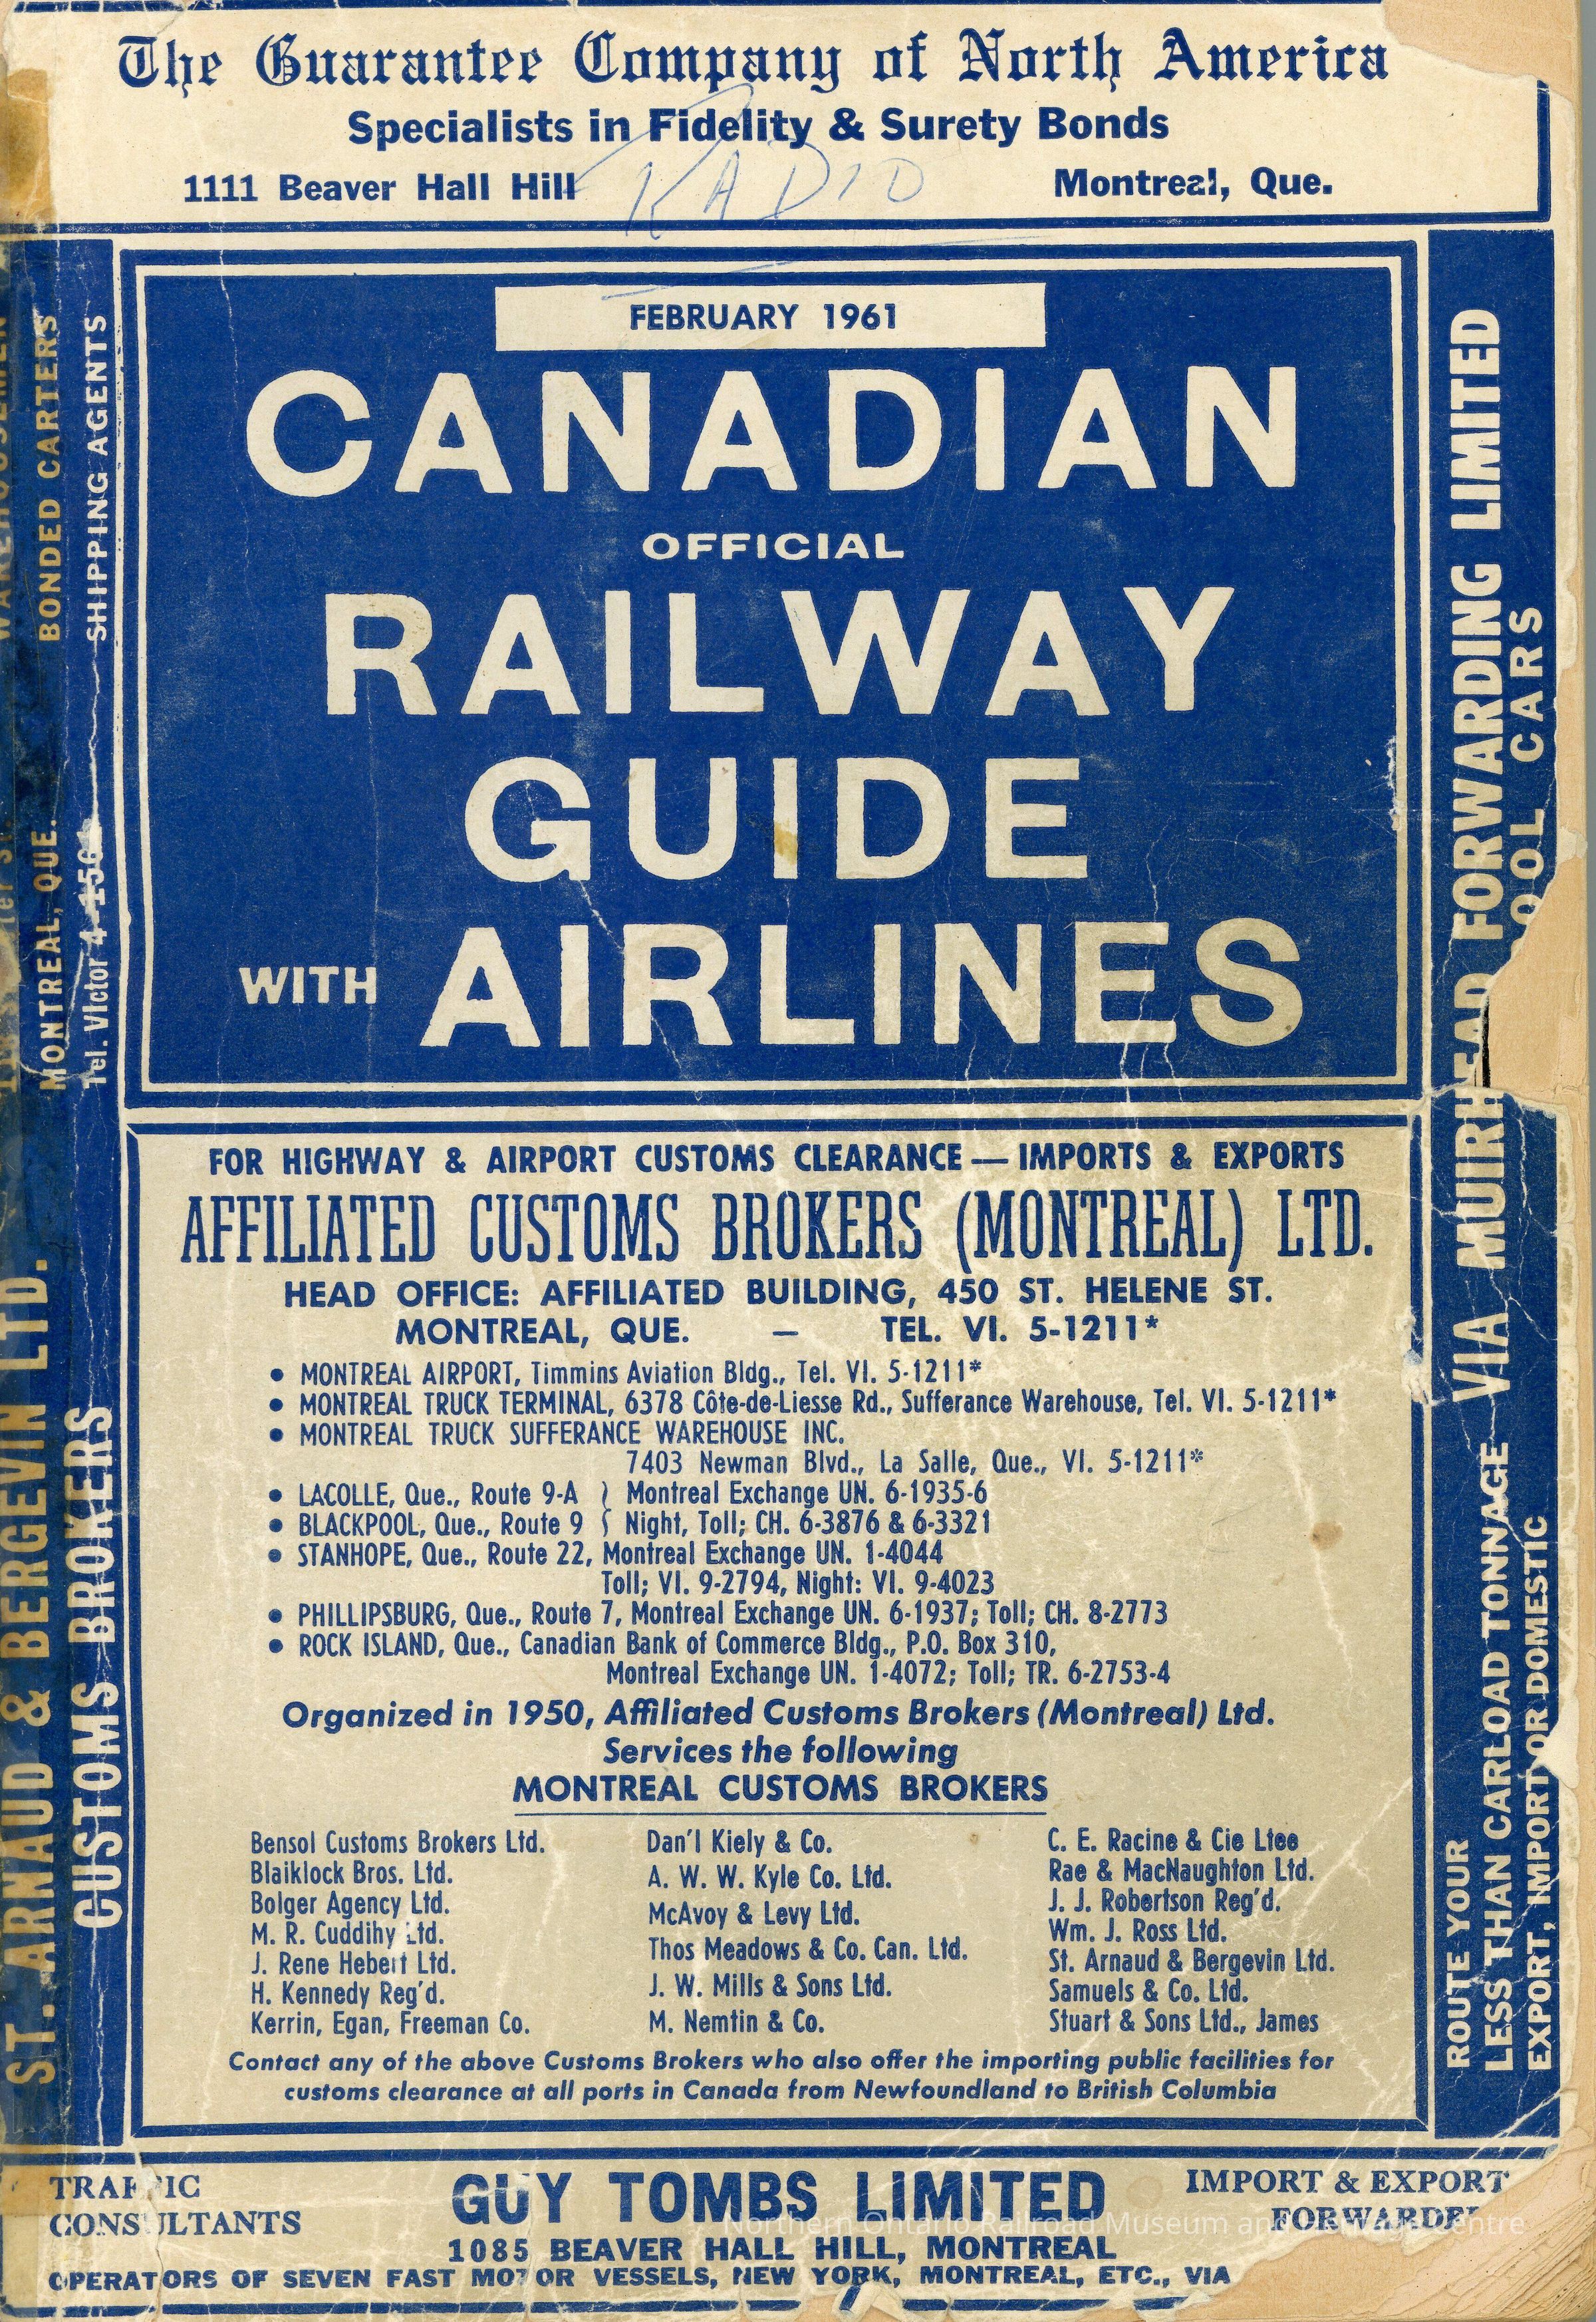 The Guarantee Company of North America
Specialists in Fidelity & Surety Bonds
1111 Beaver Hall Hill Montreal, Que.
RADIO
FEBRUARY 1961
CANADIAN
OFFICIAL
RAILWAY
GUIDE
WITH AIRLINES
FOR HIGHWAY & AIRPORT CUSTOMS CLEARANCE — IMPORTS & EXPORTS
AFFILIATED CUSTOMS BROKERS (MONTREAL) LTD.
HEAD OFFICE: AFFILIATED BUILDING, 450 ST. HELENE ST.
MONTREAL, QUE. – TEL. VI. 5-1211*
• MONTREAL AIRPORT, Timmins Aviation Bldg., Tel. VI. 5-1211*
• MONTREAL TRUCK TERMINAL, 6378 Côte-de-Liesse Rd., Sufferance Warehouse, Tel. VI. 5-1211*
• MONTREAL TRUCK SUFFERANCE WAREHOUSE INC.
7403 Newman Blvd., La Salle, Que., VI. 5-1211*
• LACOLLE, Que., Route 9-A } Montreal Exchange UN. 6-1935-6
• BLACKPOOL, Que., Route 9 } Night, Toll; CH. 6-3876 & 6-3321
• STANHOPE, Que., Route 22, Montreal Exchange UN. 1-4044
Toll; VI. 9-2794, Night: VI. 9-4023
• PHILLIPSBURG, Que., Route 7, Montreal Exchange UN. 6-1937; Toll; CH. 8-2773
• ROCK ISLAND, Que., Canadian Bank of Commerce Bldg., P.O. Box 310,
Montreal Exchange UN. 1-4072; Toll; TR. 6-2753-4
Organized in 1950, Affiliated Customs Brokers (Montreal) Ltd.
Services the following
MONTREAL CUSTOMS BROKERS
Bensol Customs Brokers Ltd.
Blaiklock Bros. Ltd.
Bolger Agency Ltd.
M. R. Cuddihy Ltd.
J. Rene Hebert Ltd.
H. Kennedy Reg'd.
Kerrin, Egan, Freeman Co.
Dan'l Kiely & Co.
A. W. W. Kyle Co. Ltd.
McAvoy & Levy Ltd.
Thos Meadows & Co. Can. Ltd.
J. W. Mills & Sons Ltd.
M. Nemtin & Co.
C. E. Racine & Cie Ltee
Rae & MacNaughton Ltd.
J. J. Robertson Reg'd.
Wm. J. Ross Ltd.
St. Arnaud & Bergevin Ltd.
Samuels & Co. Ltd.
Stuart & Sons Ltd., James
Contact any of the above Customs Brokers who also offer the importing public facilities for
customs clearance at all ports in Canada from Newfoundland to British Columbia
ST. ARNAUD & BERGEVIN LTD.
CUSTOMS BROKERS
MONTREAL, QUE.
Tel. VIctor 4-156
BONDED CARTERS
SHIPPING AGENTS
ROUTE YOUR
LESS THAN CARLOAD TONNAGE
EXPORT, IMPORT OR DOMESTIC
VIA MUIRHEAD FORWARDING LIMITED
POOL CARS
TRAFFIC
CONSULTANTS
GUY TOMBS LIMITED
IMPORT & EXPORT
FORWARDE
1085 BEAVER HALL HILL, MONTREAL
OPERATORS OF SEVEN FAST MOTOR VESSELS, NEW YORK, MONTREAL, ETC., VIA
Northern Ontario Railroad Museum and Heritage Centre